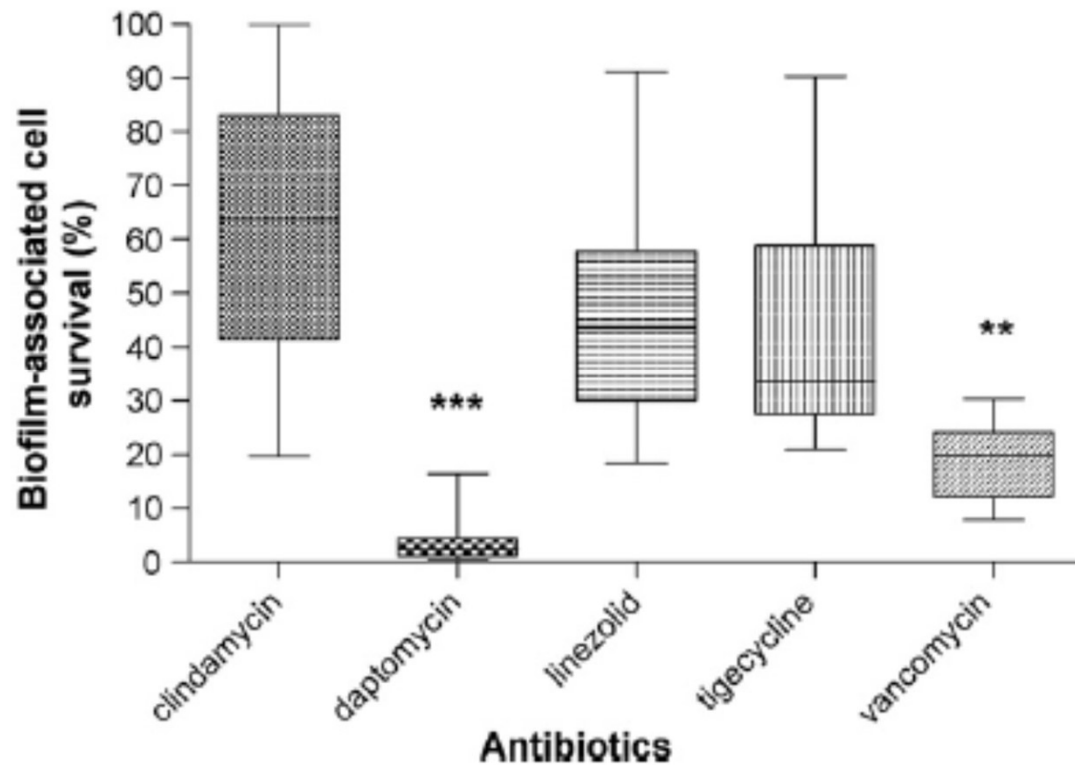 Biofilm-associated cell
survival (%)
100
90
80
70
60
50
40
30
20
10
0
***
**
clindamycin
daptomycin
linezolid
tigecycline
vancomycin
Antibiotics